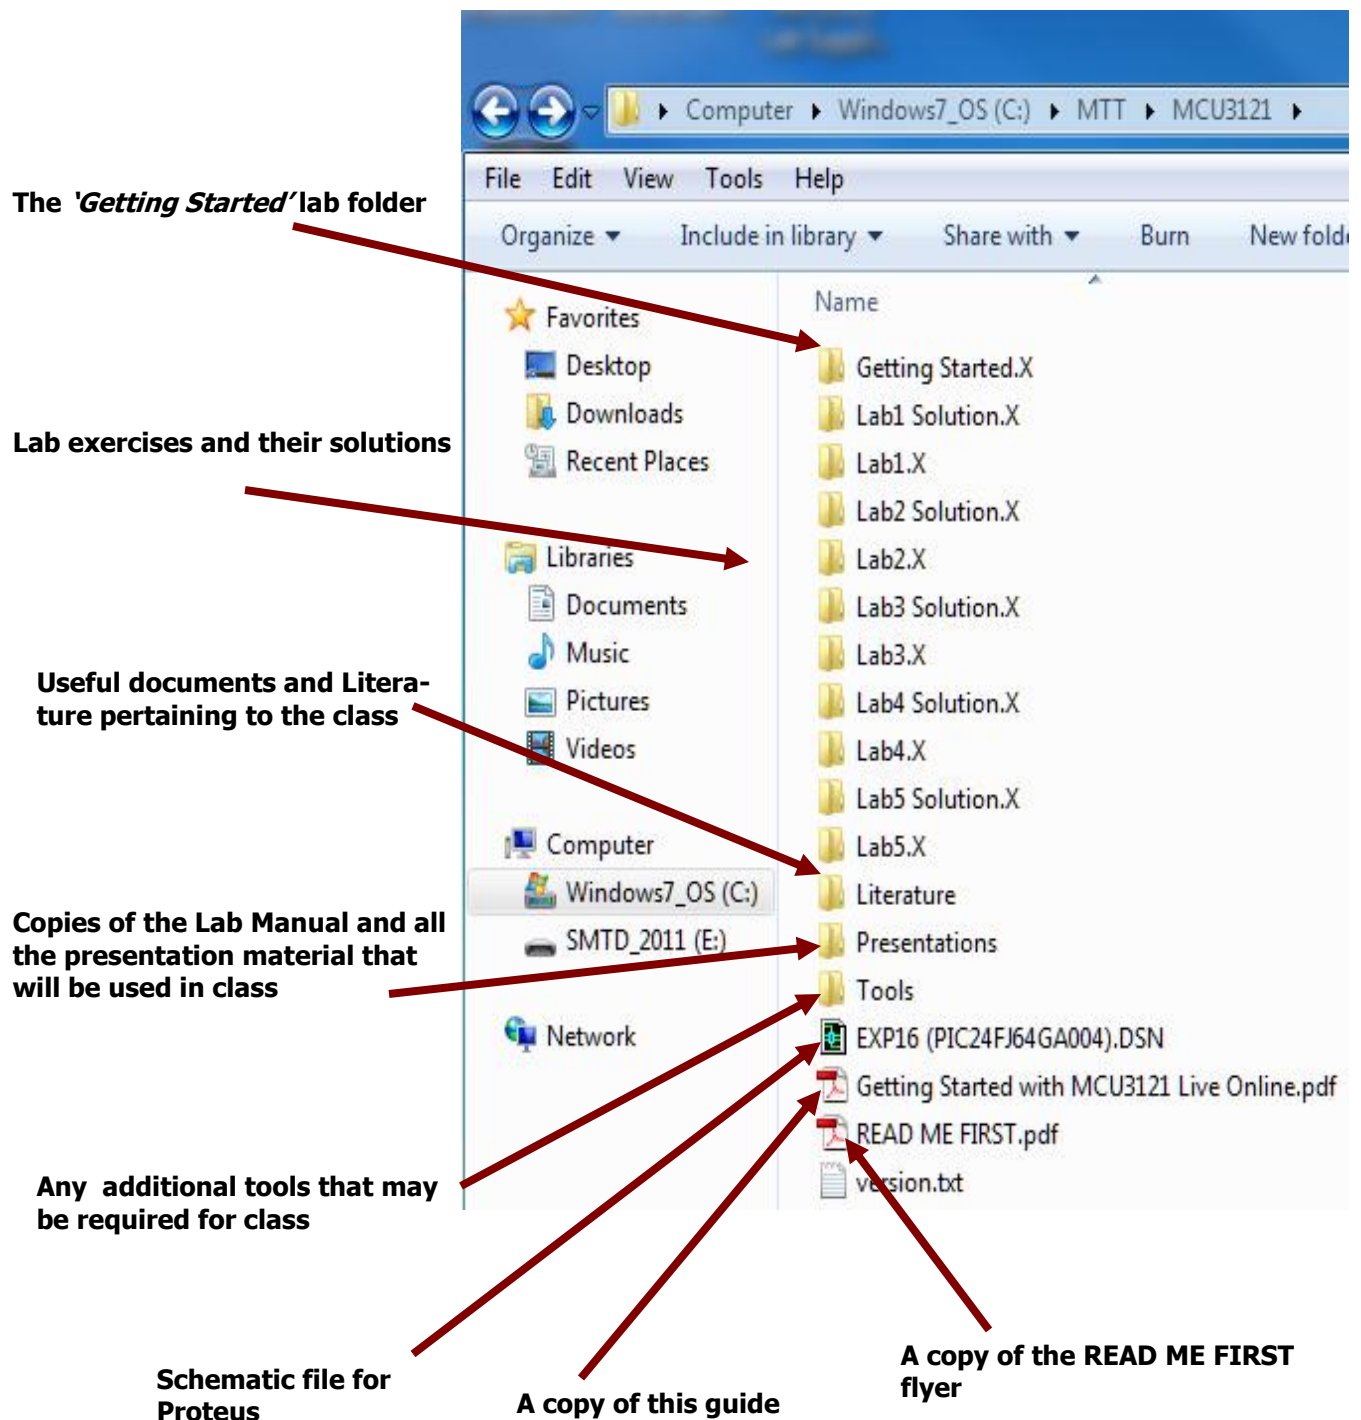 Computer ▸ Windows7_OS (C:) ▸ MTT ▸ MCU3121 ▸
File Edit View Tools Help
Organize Include in library Share with Burn New folde
The ‘Getting Started’ lab folder
Lab exercises and their solutions
Useful documents and Litera-
ture pertaining to the class
Copies of the Lab Manual and all
the presentation material that
will be used in class
Any additional tools that may
be required for class
Schematic file for
Proteus
A copy of this guide
A copy of the READ ME FIRST
flyer
Favorites
Desktop
Downloads
Recent Places
Libraries
Documents
Music
Pictures
Videos
Computer
Windows7_OS (C:)
SMTD_2011 (E:)
Network
Name
Getting Started.X
Lab1 Solution.X
Lab1.X
Lab2 Solution.X
Lab2.X
Lab3 Solution.X
Lab3.X
Lab4 Solution.X
Lab4.X
Lab5 Solution.X
Lab5.X
Literature
Presentations
Tools
EXP16 (PIC24FJ64GA004).DSN
Getting Started with MCU3121 Live Online.pdf
READ ME FIRST.pdf
version.txt